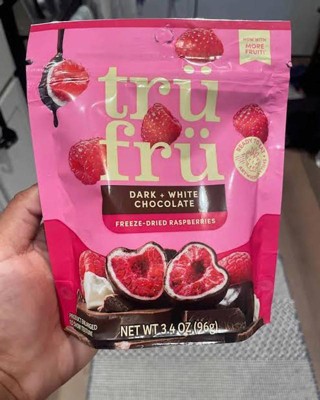 NOW WITH
MORE
FRUIT!
trü
frü
DARK + WHITE
CHOCOLATE
FREEZE-DRIED RASPBERRIES
NET WT 3.4 OZ (96g)